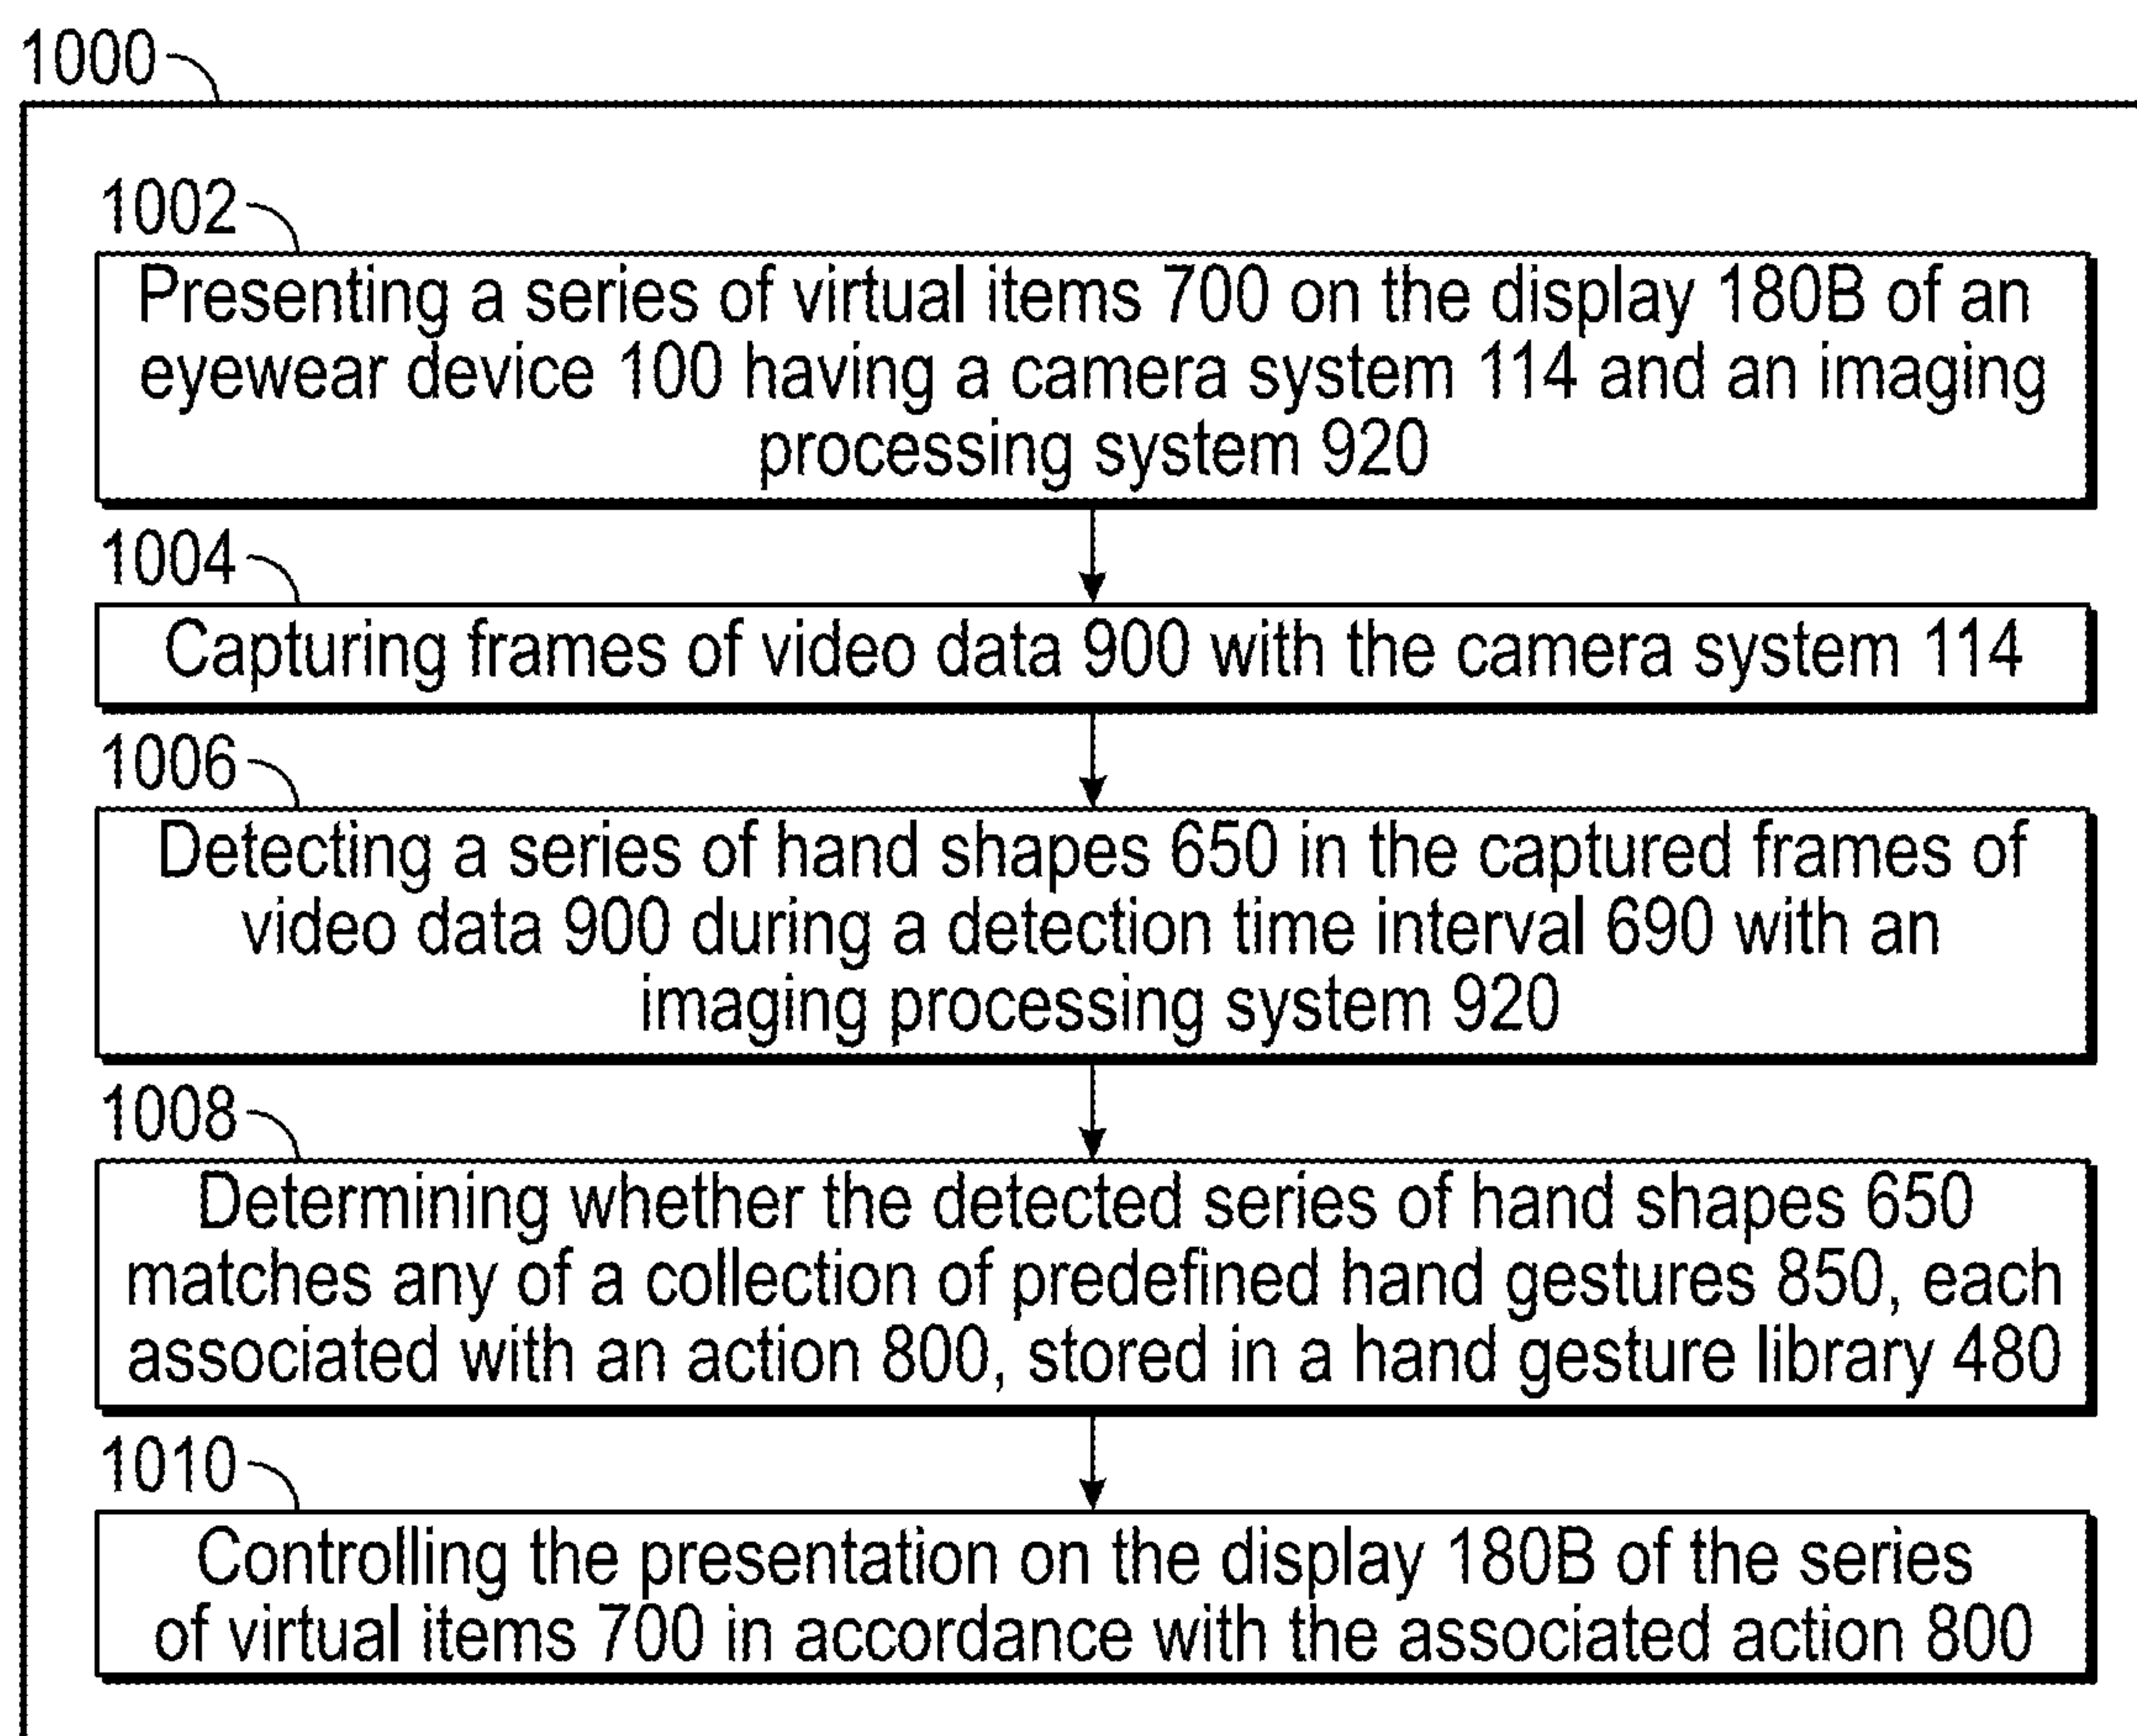 1000
1002
Presenting a series of virtual items 700 on the display 180B of an
eyewear device 100 having a camera system 114 and an imaging
processing system 920
1004
Capturing frames of video data 900 with the camera system 114
1006
Detecting a series of hand shapes 650 in the captured frames of
video data 900 during a detection time interval 690 with an
imaging processing system 920
1008
Determining whether the detected series of hand shapes 650
matches any of a collection of predefined hand gestures 850, each
associated with an action 800, stored in a hand gesture library 480
1010
Controlling the presentation on the display 180B of the series
of virtual items 700 in accordance with the associated action 800